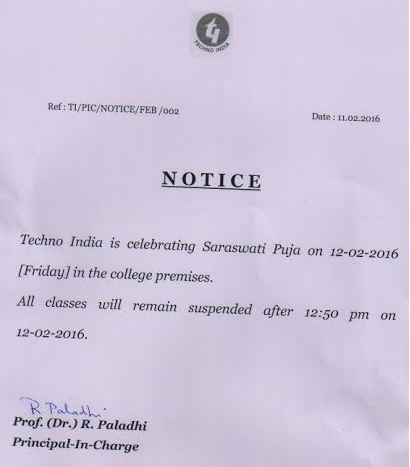 TECHNO INDIA
Ref : TI/PIC/NOTICE/FEB /002
Date : 11.02.2016
NOTICE
Techno India is celebrating Saraswati Puja on 12-02-2016
[Friday] in the college premises.
All classes will remain suspended after 12:50 pm on
12-02-2016.
R. Paladhi
Prof. (Dr.) R. Paladhi
Principal-In-Charge